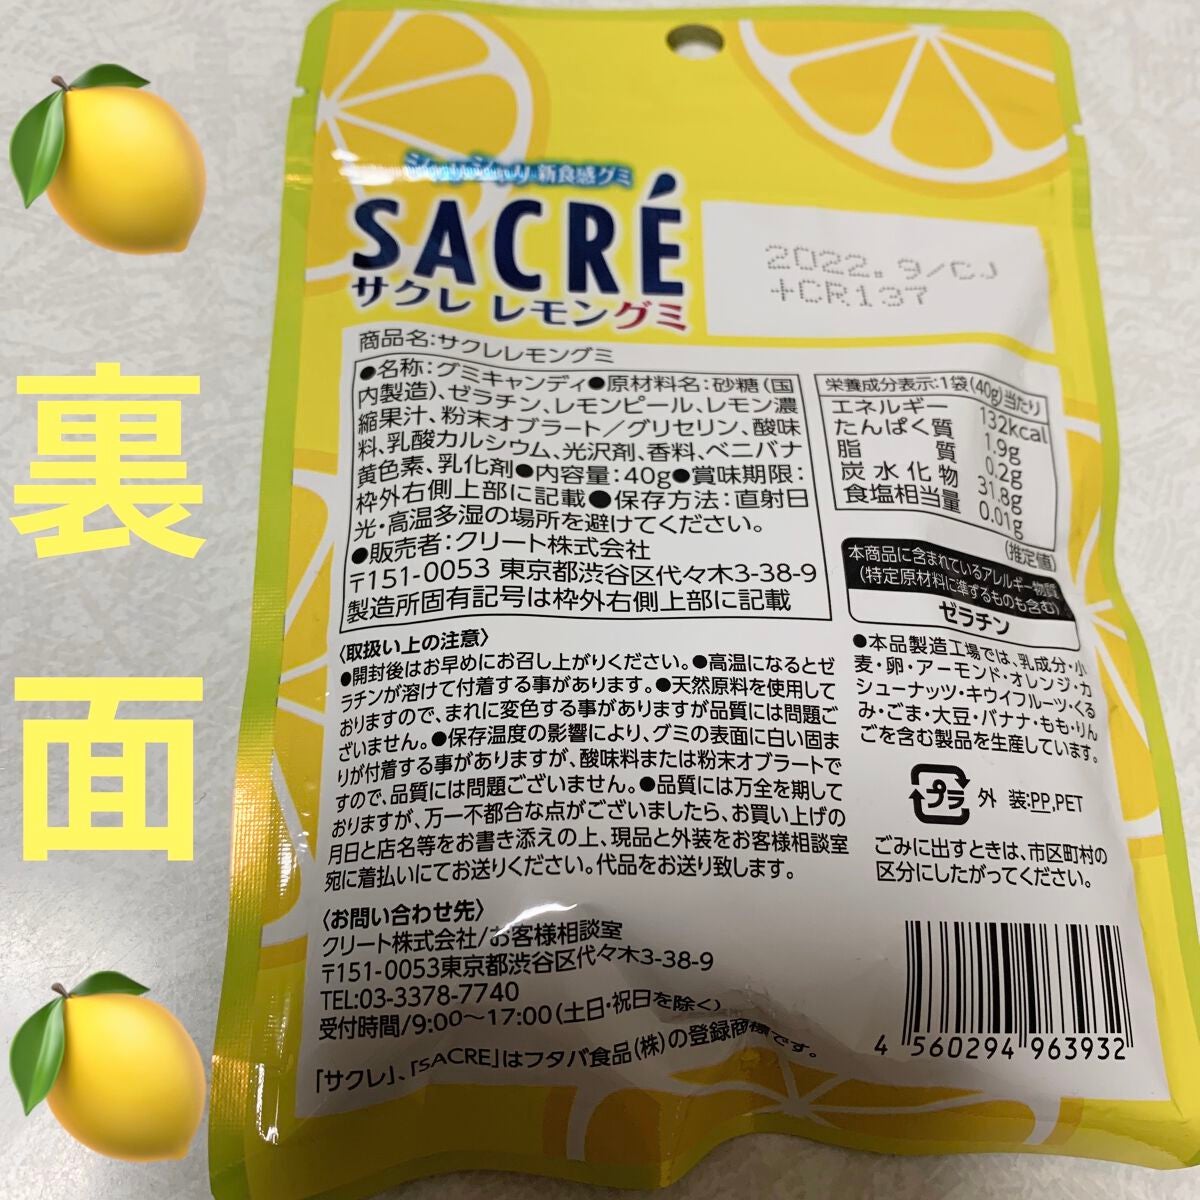 裏面
シャリシャリ新食感グミ
SACRÉ
サクレ レモングミ
2022.9/CJ
+CR137
商品名:サクレレモングミ
●名称:グミキャンディ●原材料名:砂糖(国
内製造)、ゼラチン、レモンピール、レモン濃
縮果汁、粉末オブラート/グリセリン、酸味
料、乳酸カルシウム、光沢剤、香料、ベニバナ
黄色素、乳化剤●内容量:40g●賞味期限:
枠外右側上部に記載●保存方法:直射日
光・高温多湿の場所を避けてください。
●販売者:クリート株式会社
〒151-0053 東京都渋谷区代々木3-38-9
製造所固有記号は枠外右側上部に記載
栄養成分表示:1袋(40g)当たり
エネルギー 132kcal
たんぱく質 1.9g
脂質 0.2g
炭水化物 31.8g
食塩相当量 0.01g
(推定値)
本商品に含まれているアレルギー物質
(特定原材料に準ずるものも含む)
ゼラチン
●本品製造工場では、乳成分・小
麦・卵・アーモンド・オレンジ・カ
シューナッツ・キウイフルーツ・くる
み・ごま・大豆・バナナ・もも・りん
ごを含む製品を生産しています。
プラ 外装:PP,PET
ごみに出すときは、市区町村の
区分にしたがってください。
〈取扱い上の注意〉
●開封後はお早めにお召し上がりください。●高温になるとゼ
ラチンが溶けて付着する事があります。●天然原料を使用して
おりますので、まれに変色する事がありますが品質には問題ご
ざいません。●保存温度の影響により、グミの表面に白い固ま
りが付着する事がありますが、酸味料または粉末オブラートで
すので、品質には問題ございません。●品質には万全を期して
おりますが、万一不都合な点がございましたら、お買い上げの
月日と店名等をお書き添えの上、現品と外装をお客様相談室
宛に着払いにてお送りください。代品をお送り致します。
〈お問い合わせ先〉
クリート株式会社/お客様相談室
〒151-0053東京都渋谷区代々木3-38-9
TEL:03-3378-7740
受付時間/9:00〜17:00(土日・祝日を除く)
「サクレ」、「SACRE」はフタバ食品(株)の登録商標です。
4 560294 963932